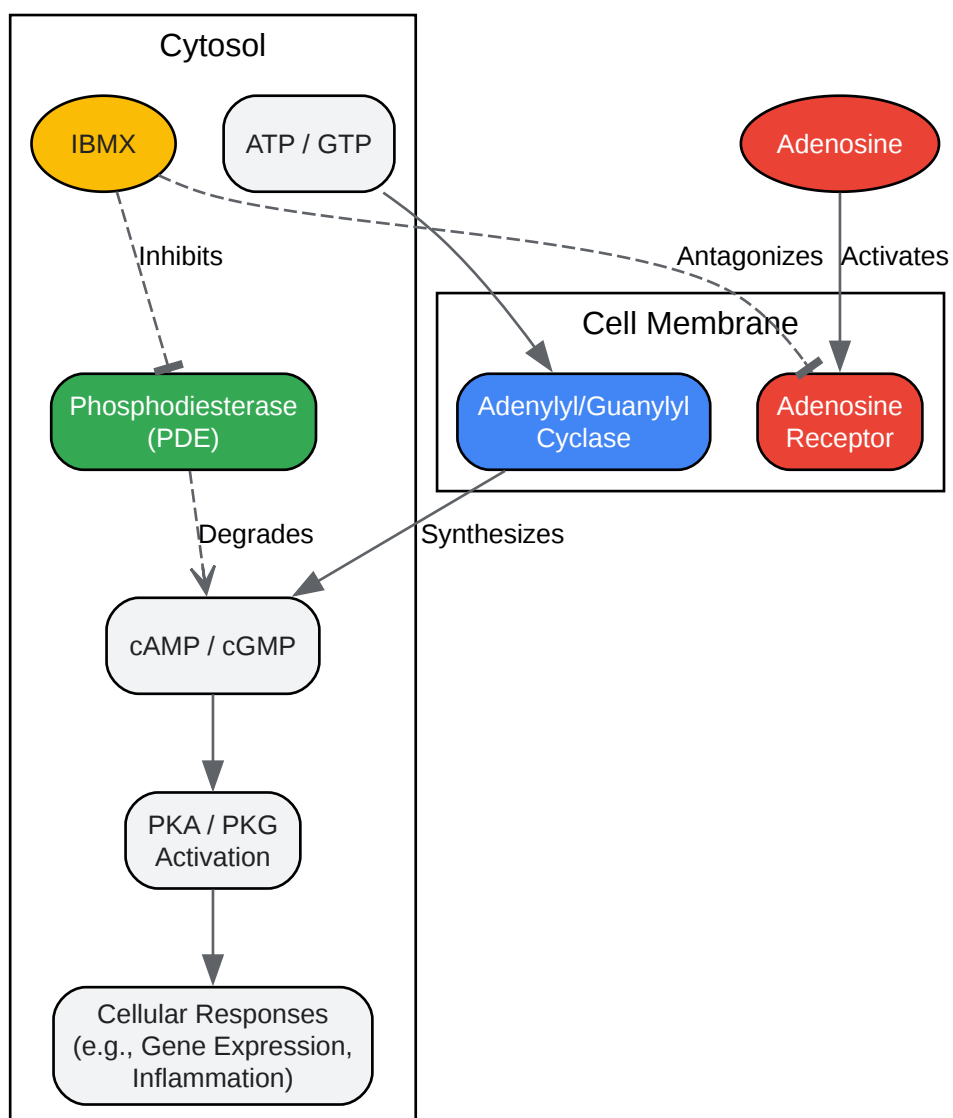 Cytosol
IBMX
ATP / GTP
Adenosine
Inhibits
Antagonizes
Activates
Cell Membrane
Phosphodiesterase
(PDE)
Adenylyl/Guanylyl
Cyclase
Adenosine
Receptor
Degrades
Synthesizes
cAMP / cGMP
PKA / PKG
Activation
Cellular Responses
(e.g., Gene Expression,
Inflammation)